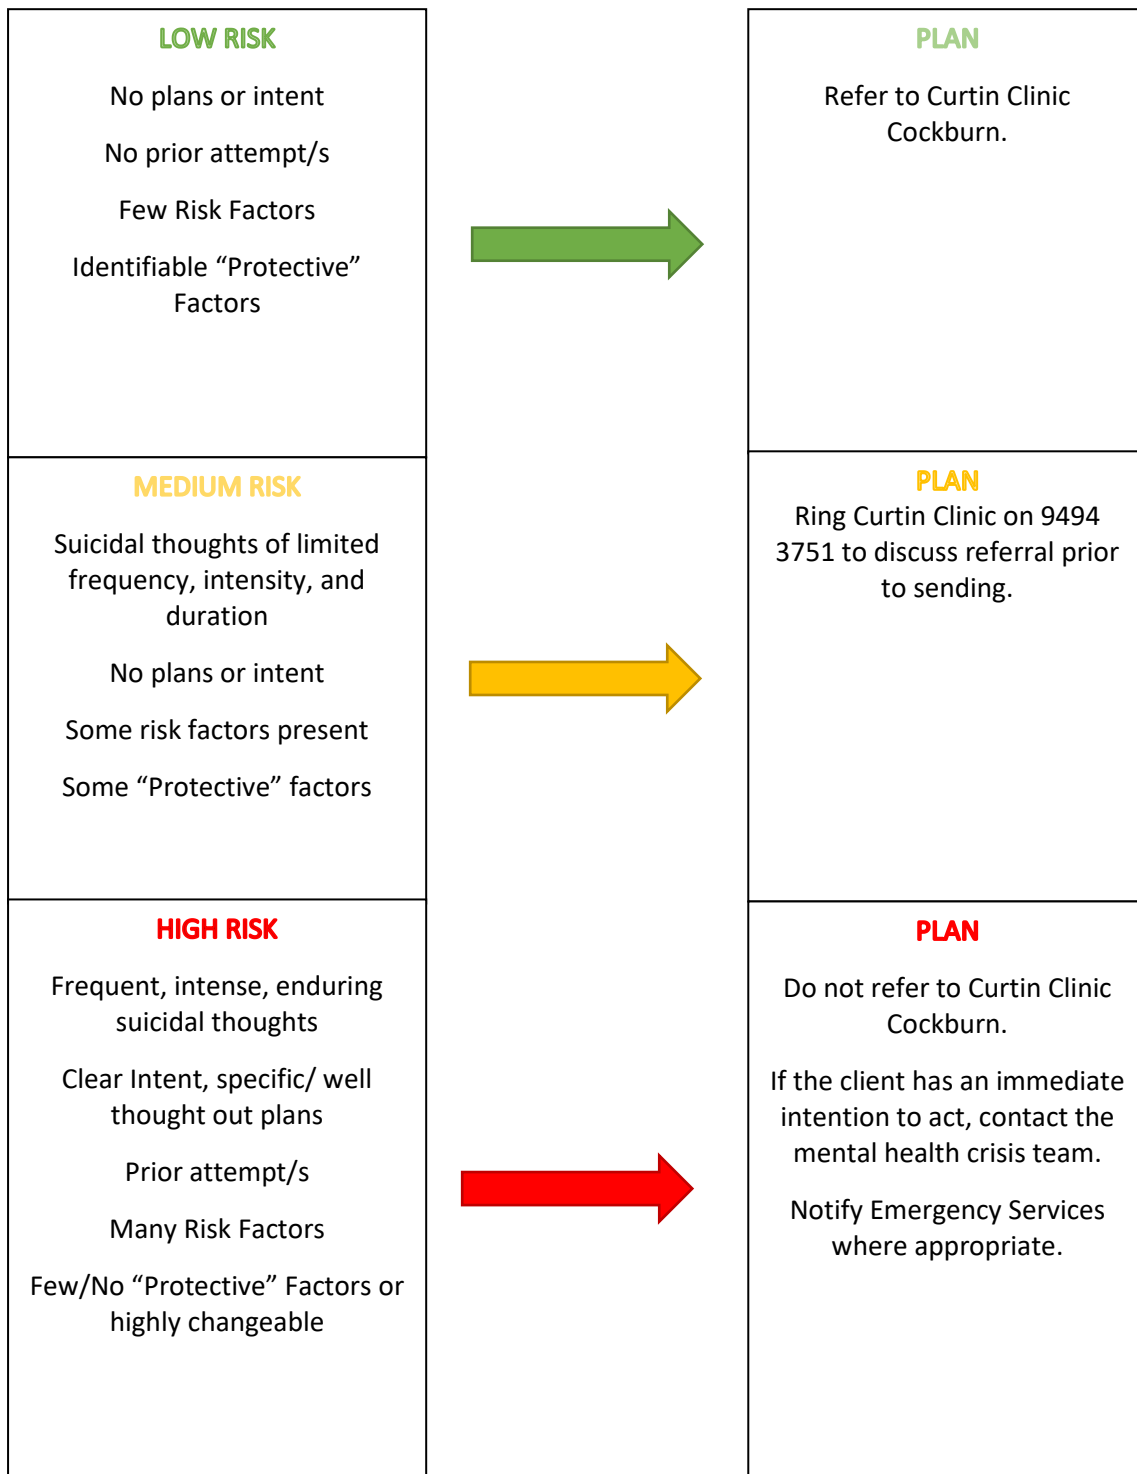 LOW RISK
No plans or intent
No prior attempt/s
Few Risk Factors
Identifiable “Protective”
Factors
PLAN
Refer to Curtin Clinic
Cockburn.
MEDIUM RISK
Suicidal thoughts of limited
frequency, intensity, and
duration
No plans or intent
Some risk factors present
Some “Protective” factors
PLAN
Ring Curtin Clinic on 9494
3751 to discuss referral prior
to sending.
HIGH RISK
Frequent, intense, enduring
suicidal thoughts
Clear Intent, specific/ well
thought out plans
Prior attempt/s
Many Risk Factors
Few/No “Protective” Factors or
highly changeable
PLAN
Do not refer to Curtin Clinic
Cockburn.
If the client has an immediate
intention to act, contact the
mental health crisis team.
Notify Emergency Services
where appropriate.